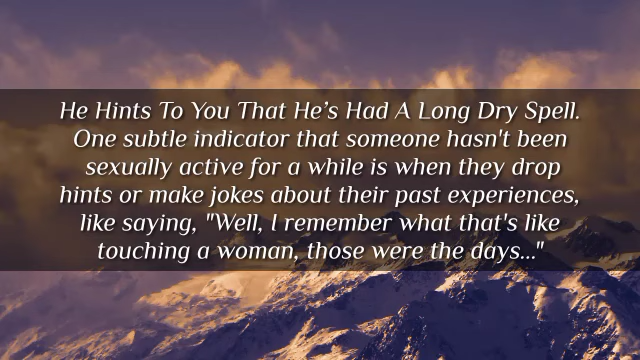 He Hints To You That He’s Had A Long Dry Spell.
One subtle indicator that someone hasn't been
sexually active for a while is when they drop
hints or make jokes about their past experiences,
like saying, "Well, I remember what that's like
touching a woman, those were the days..."